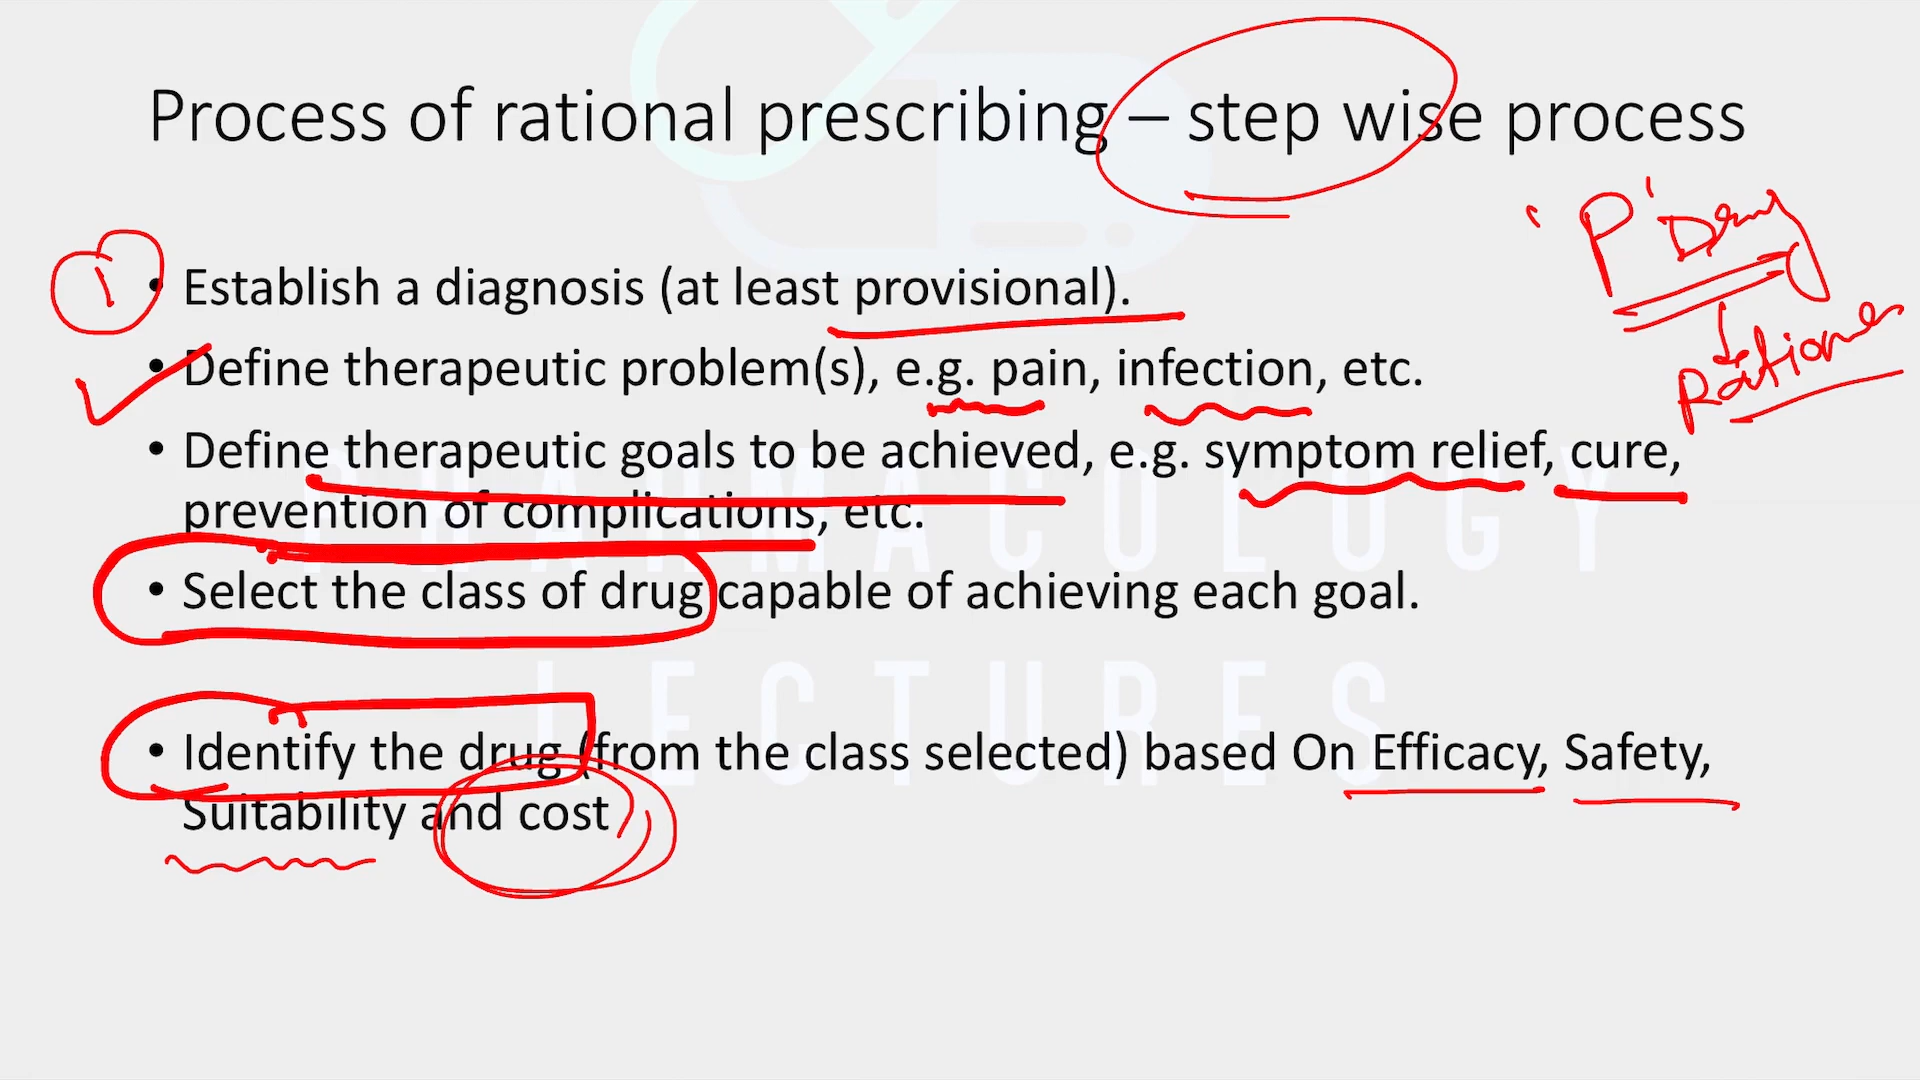 Process of rational prescribing – step wise process
'P' Drug
1
• Establish a diagnosis (at least provisional).
• Define therapeutic problem(s), e.g. pain, infection, etc.
• Define therapeutic goals to be achieved, e.g. symptom relief, cure,
prevention of complications, etc.
• Select the class of drug capable of achieving each goal.
• Identify the drug (from the class selected) based On Efficacy, Safety,
Suitability and cost
PHARMACOLOGY
LECTURES